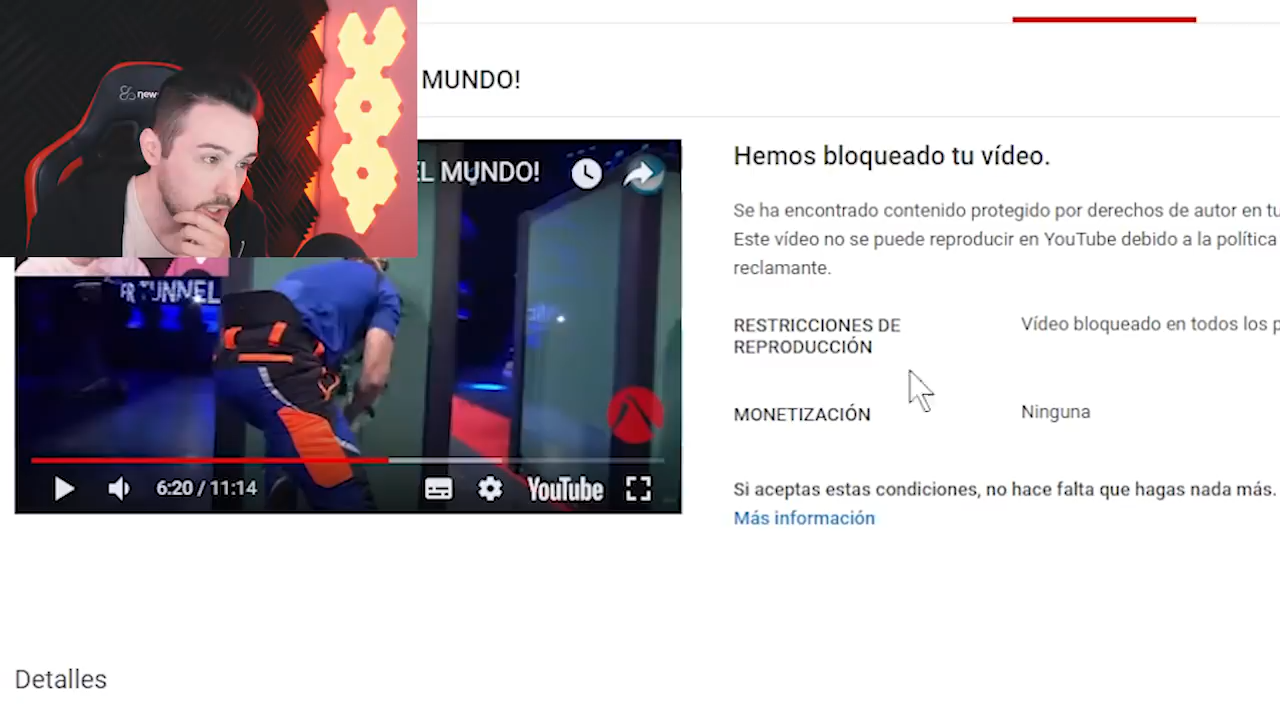 MUNDO!
EL MUNDO!
ER TUNNEL
6:20 / 11:14
YouTube
Hemos bloqueado tu vídeo.
Se ha encontrado contenido protegido por derechos de autor en tu
Este vídeo no se puede reproducir en YouTube debido a la política
reclamante.
RESTRICCIONES DE
REPRODUCCIÓN
Vídeo bloqueado en todos los p
MONETIZACIÓN
Ninguna
Si aceptas estas condiciones, no hace falta que hagas nada más.
Más información
Detalles